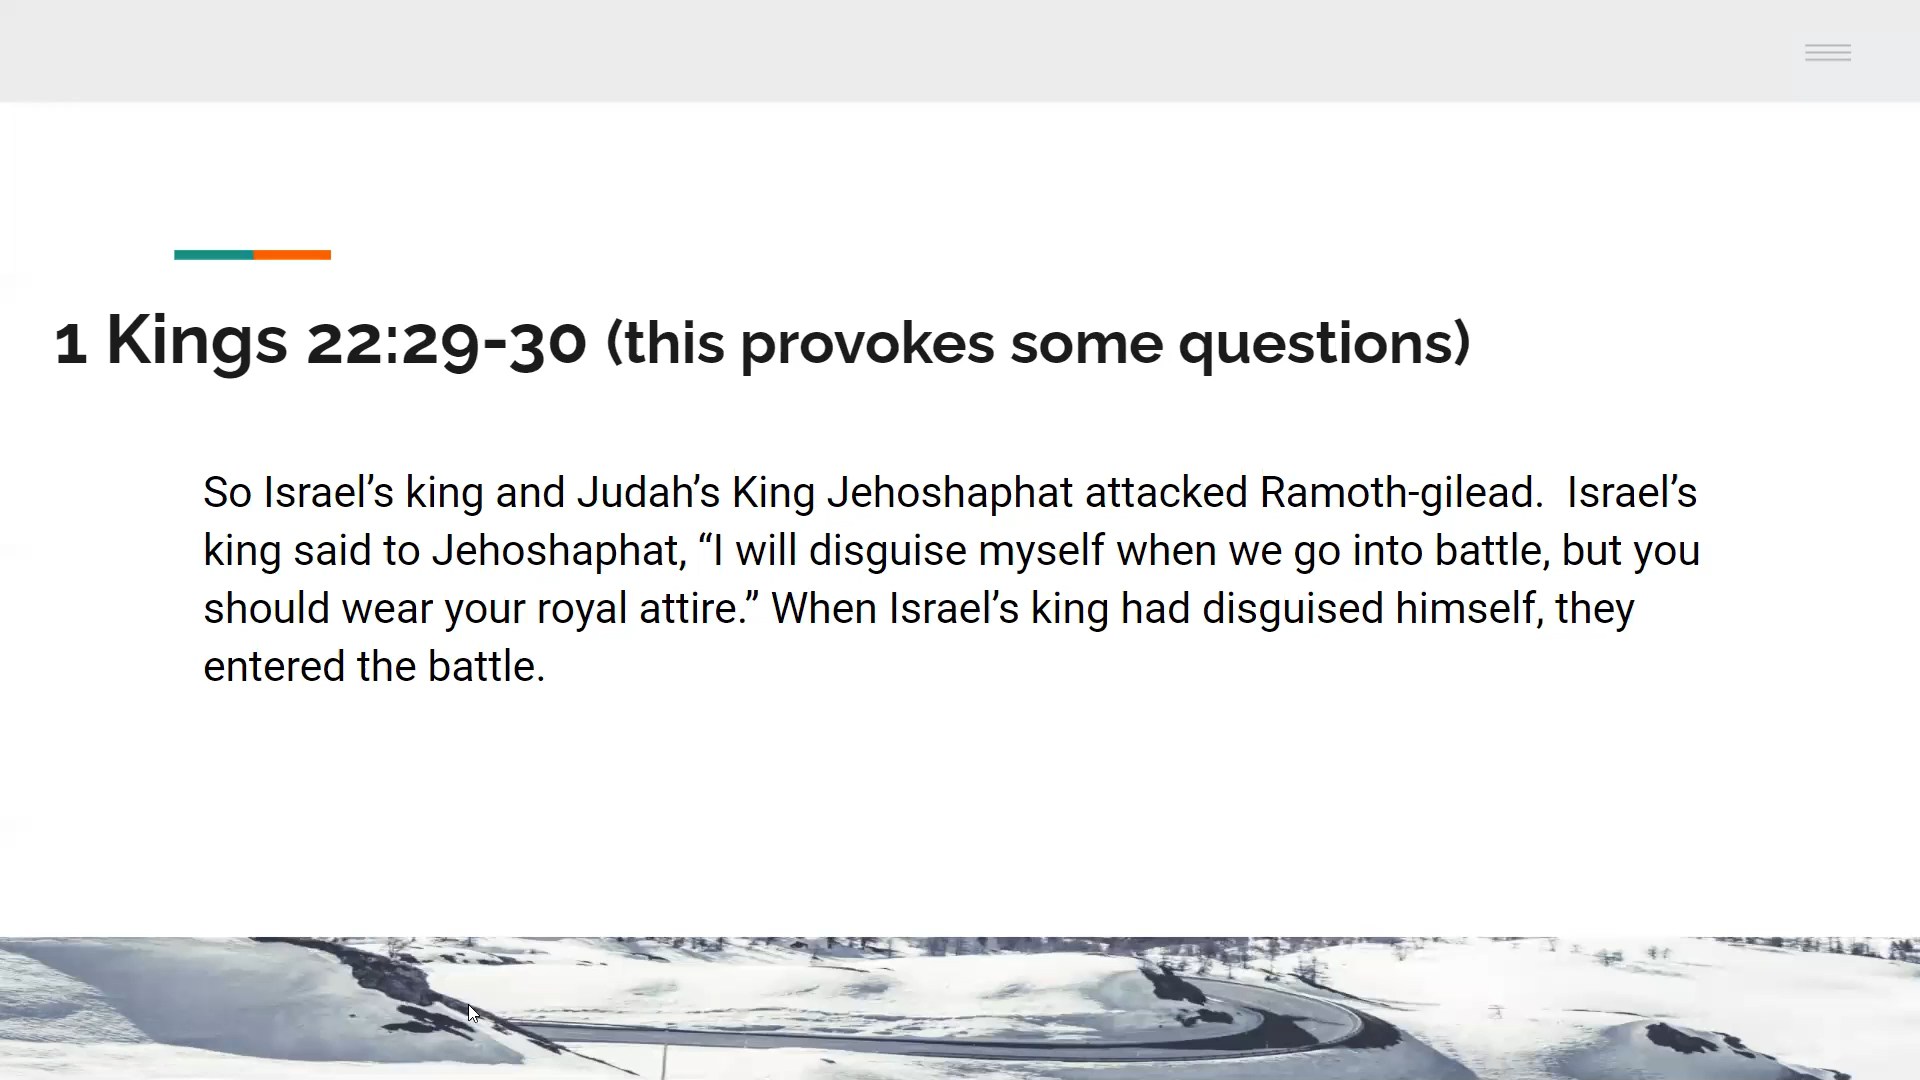 1 Kings 22:29-30 (this provokes some questions)
So Israel’s king and Judah’s King Jehoshaphat attacked Ramoth-gilead.  Israel’s
king said to Jehoshaphat, “I will disguise myself when we go into battle, but you
should wear your royal attire.” When Israel’s king had disguised himself, they
entered the battle.